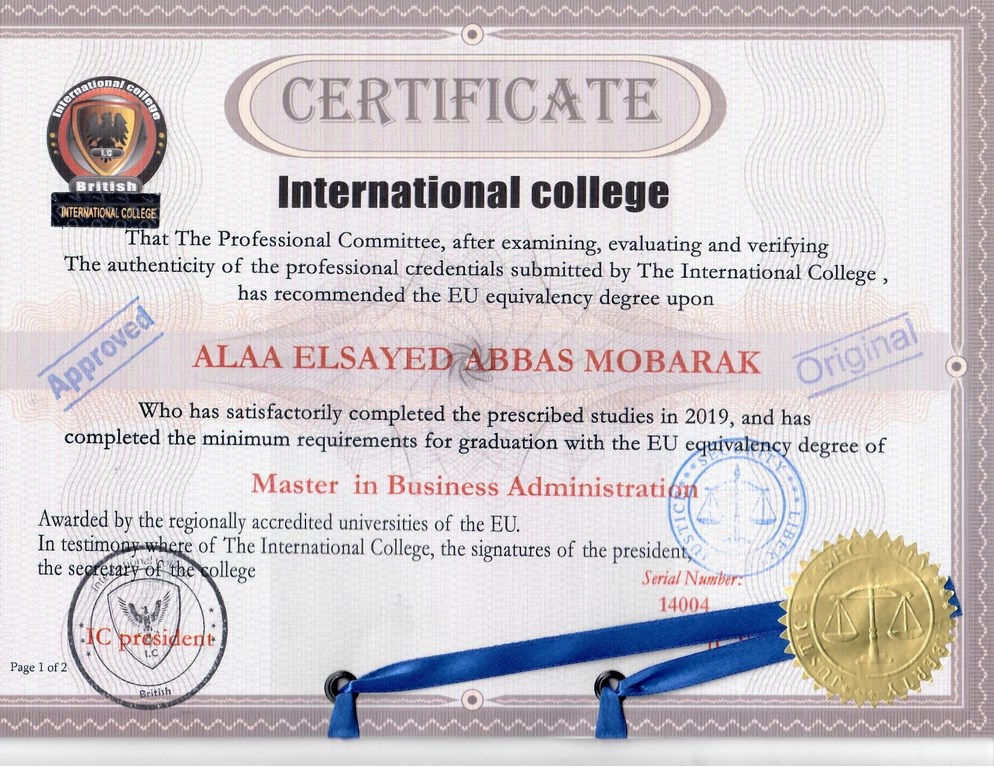 CERTIFICATE
International college
British
INTERNATIONAL COLLEGE
International college
That The Professional Committee, after examining, evaluating and verifying
The authenticity of the professional credentials submitted by The International College ,
has recommended the EU equivalency degree upon
Approved
Original
ALAA ELSAYED ABBAS MOBARAK
Who has satisfactorily completed the prescribed studies in 2019, and has
completed the minimum requirements for graduation with the EU equivalency degree of
Master in Business Administration
Awarded by the regionally accredited universities of the EU.
In testimony where of The International College, the signatures of the president,
the secretary of the college
Serial Number:
14004
IC president
I.C
British
Page 1 of 2